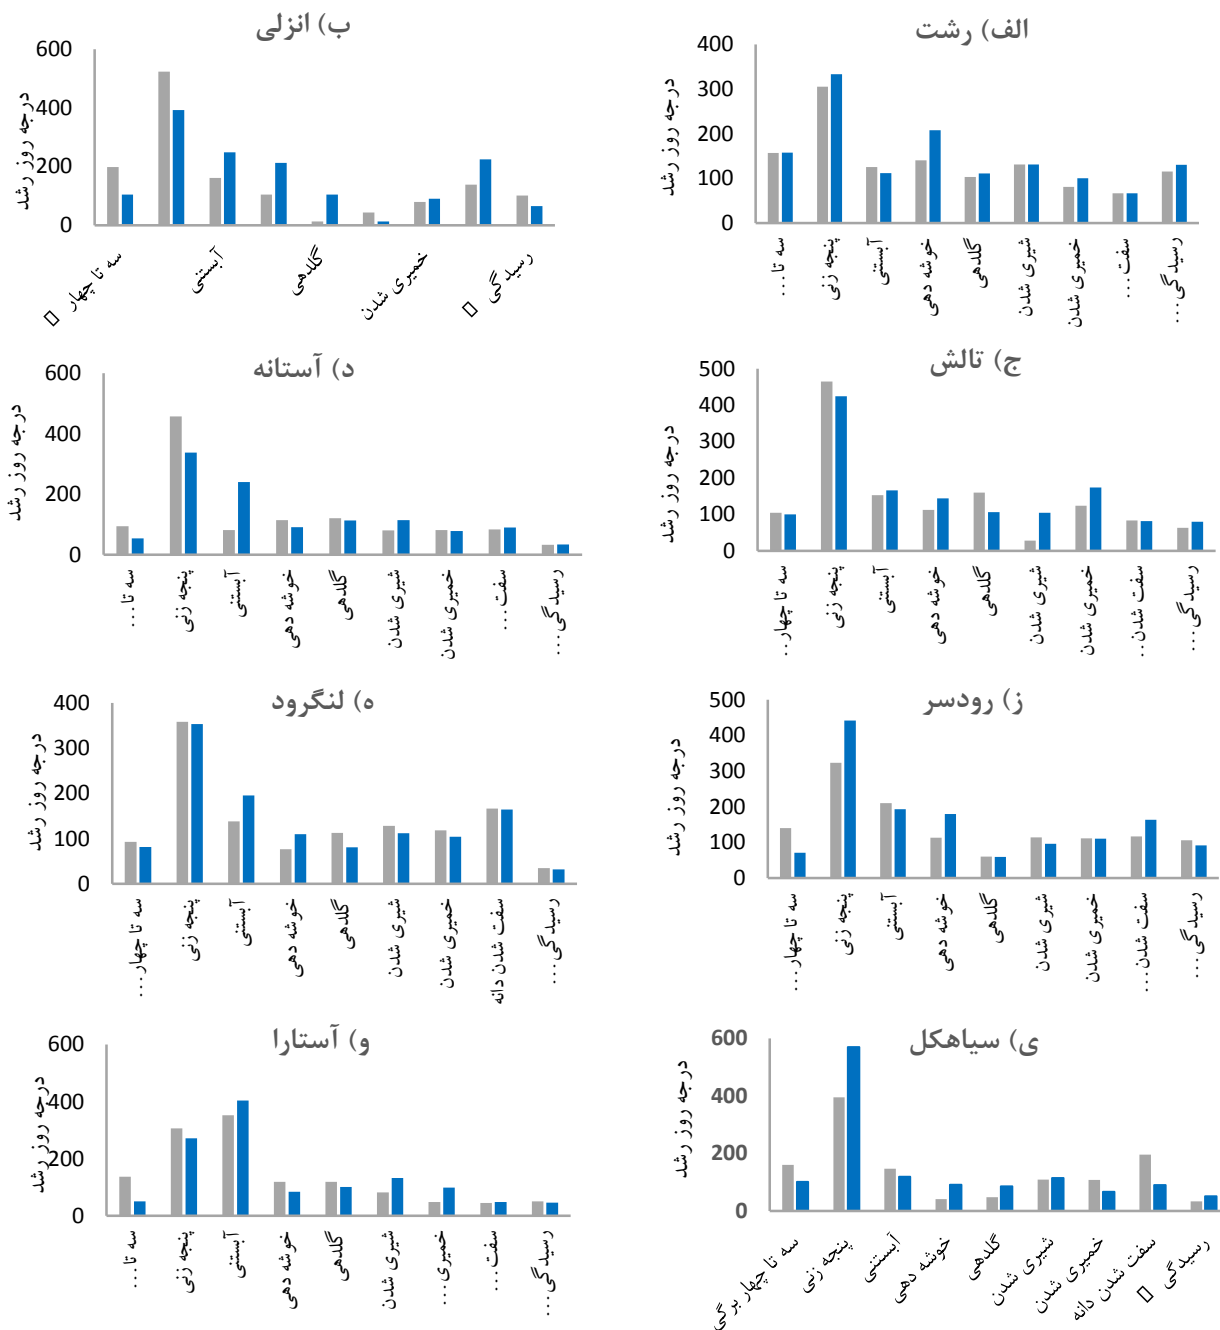 الف) رشت
درجه روز رشد
400
300
200
100
0
سه تا...
پنجه زنی
آبستنی
خوشه دهی
گلدهی
شیری شدن
خمیری شدن
سفت...
رسیدگی...
ب) انزلی
درجه روز رشد
600
400
200
0
سه تا چهار
آبستنی
گلدهی
خمیری شدن
رسیدگی
ج) تالش
درجه روز رشد
500
400
300
200
100
0
سه تا چهار...
پنجه زنی
آبستنی
خوشه دهی
گلدهی
شیری شدن
خمیری شدن
سفت شدن...
رسیدگی...
د) آستانه
درجه روز رشد
600
400
200
0
سه تا...
پنجه زنی
آبستنی
خوشه دهی
گلدهی
شیری شدن
خمیری شدن
سفت...
رسیدگی...
ز) رودسر
درجه روز رشد
500
400
300
200
100
0
سه تا چهار...
پنجه زنی
آبستنی
خوشه دهی
گلدهی
شیری شدن
خمیری شدن
سفت شدن...
رسیدگی...
ه) لنگرود
درجه روز رشد
400
300
200
100
0
سه تا چهار...
پنجه زنی
آبستنی
خوشه دهی
گلدهی
شیری شدن
خمیری شدن
سفت شدن دانه
رسیدگی...
ی) سیاهکل
درجه روز رشد
600
400
200
0
سه تا چهار برگی
پنجه زنی
آبستنی
خوشه دهی
گلدهی
شیری شدن
خمیری شدن
سفت شدن دانه
رسیدگی
و) آستارا
درجه روز رشد
600
400
200
0
سه تا...
پنجه زنی
آبستنی
خوشه دهی
گلدهی
شیری شدن
خمیری...
سفت...
رسیدگی...